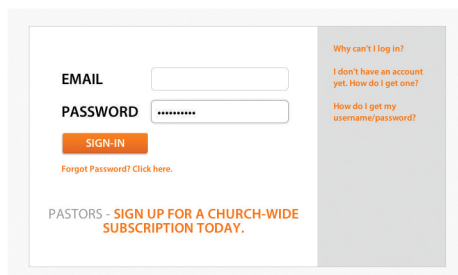 EMAIL
PASSWORD ••••••••••
SIGN-IN
Forgot Password? Click here.
PASTORS - SIGN UP FOR A CHURCH-WIDE
SUBSCRIPTION TODAY.
Why can't I log in?
I don't have an account
yet. How do I get one?
How do I get my
username/password?